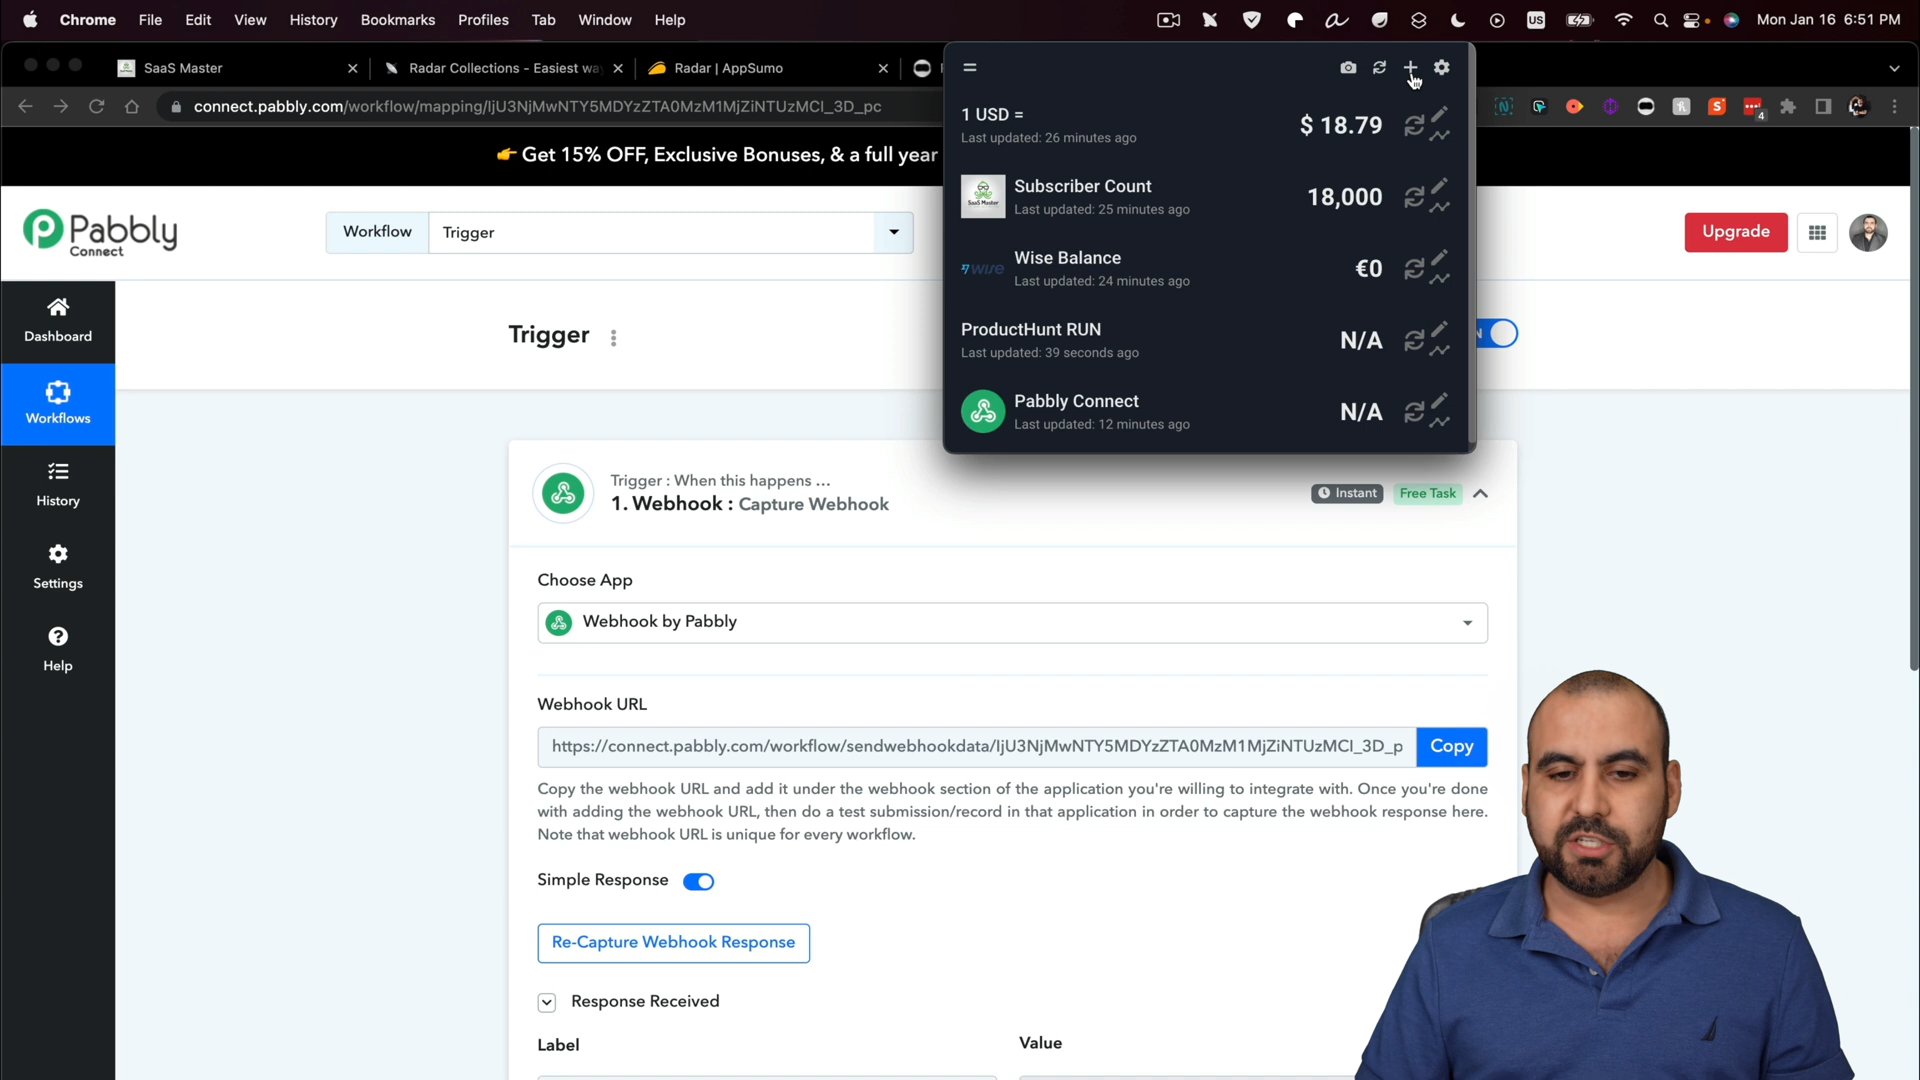 Chrome File Edit View History Bookmarks Profiles Tab Window Help US Mon Jan 16 6:51 PM
SaaS Master Radar Collections - Easiest wa Radar | AppSumo
connect.pabbly.com/workflow/mapping/IjU3NjMwNTY5MDYzZTA0MzM1MjZiNTUzMCI_3D_pc
4
👉 Get 15% OFF, Exclusive Bonuses, & a full year
Pabbly
Connect
Workflow Trigger
Upgrade
1 USD =
Last updated: 26 minutes ago
$ 18.79
SaaS Master
Subscriber Count
Last updated: 25 minutes ago
18,000
wise
Wise Balance
Last updated: 24 minutes ago
€0
ProductHunt RUN
Last updated: 39 seconds ago
N/A
Pabbly Connect
Last updated: 12 minutes ago
N/A
Dashboard
Workflows
History
Settings
Help
Trigger
Trigger : When this happens ...
1. Webhook : Capture Webhook
Instant Free Task
Choose App
Webhook by Pabbly
Webhook URL
https://connect.pabbly.com/workflow/sendwebhookdata/IjU3NjMwNTY5MDYzZTA0MzM1MjZiNTUzMCI_3D_p
Copy
Copy the webhook URL and add it under the webhook section of the application you're willing to integrate with. Once you're done
with adding the webhook URL, then do a test submission/record in that application in order to capture the webhook response here.
Note that webhook URL is unique for every workflow.
Simple Response
Re-Capture Webhook Response
Response Received
Label Value